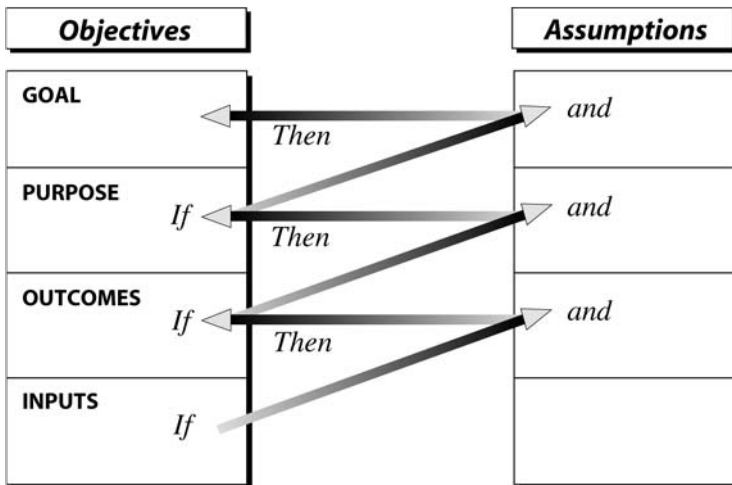 Objectives
Assumptions
GOAL
and
Then
PURPOSE
and
If
Then
OUTCOMES
and
If
Then
INPUTS
If